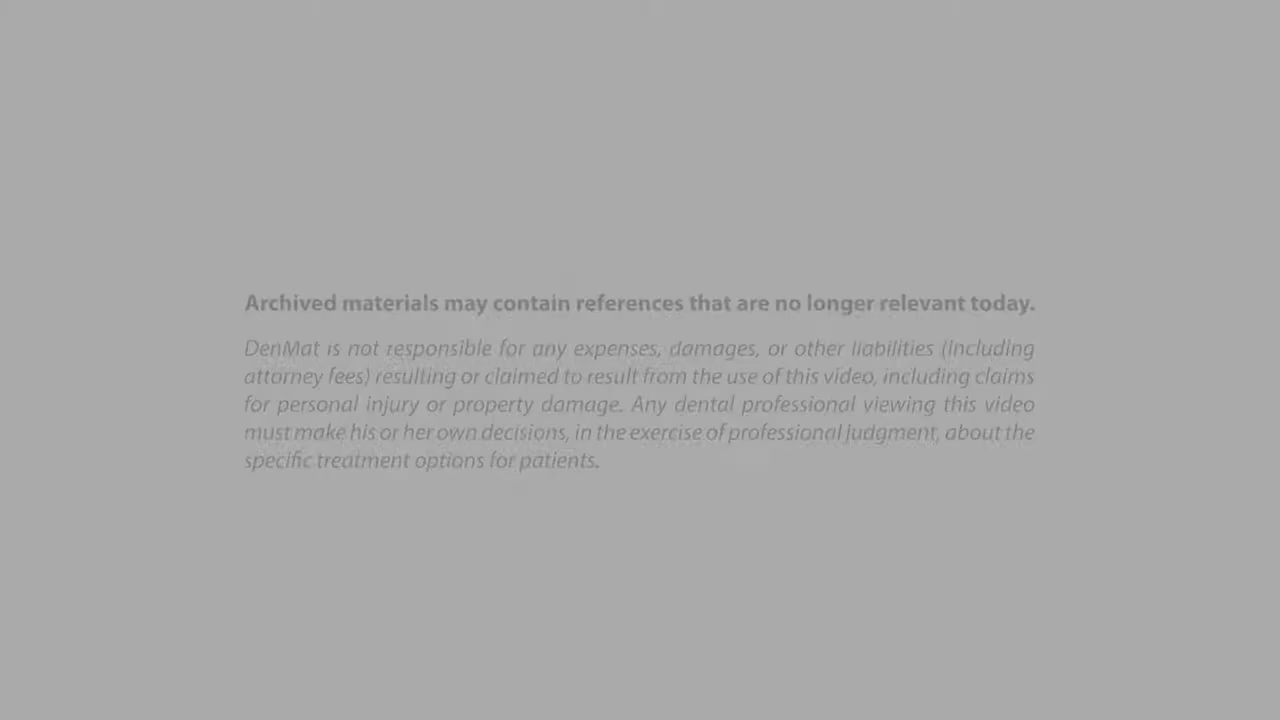 Archived materials may contain references that are no longer relevant today.
DenMat is not responsible for any expenses, damages, or other liabilities (including
attorney fees) resulting or claimed to result from the use of this video, including claims
for personal injury or property damage. Any dental professional viewing this video
must make his or her own decisions, in the exercise of professional judgment, about the
specific treatment options for patients.